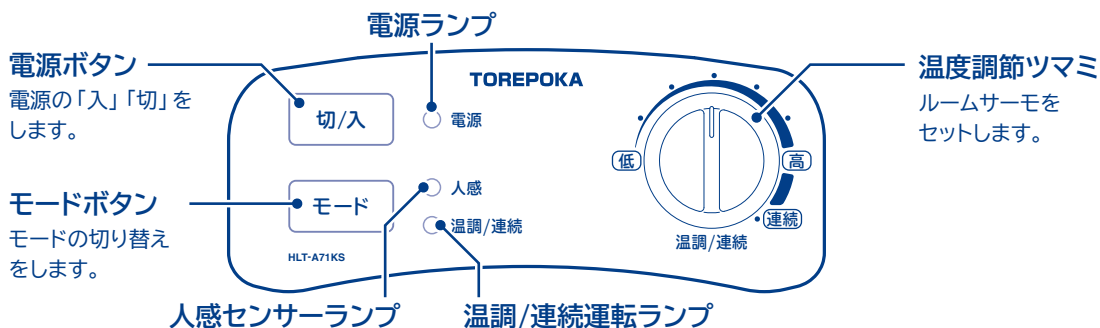 電源ランプ
電源ボタン
電源の「入」「切」を
します。
モードボタン
モードの切り替え
をします。
TOREPOKA
切/入
電源
モード
人感
温調/連続
HLT-A71KS
低
高
連続
温調/連続
温度調節ツマミ
ルームサーモを
セットします。
人感センサーランプ
温調/連続運転ランプ